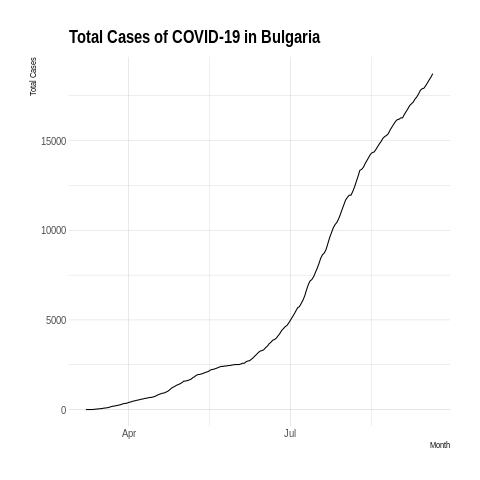 Total Cases of COVID-19 in Bulgaria
Total Cases
15000
10000
5000
0
Apr
Jul
Month